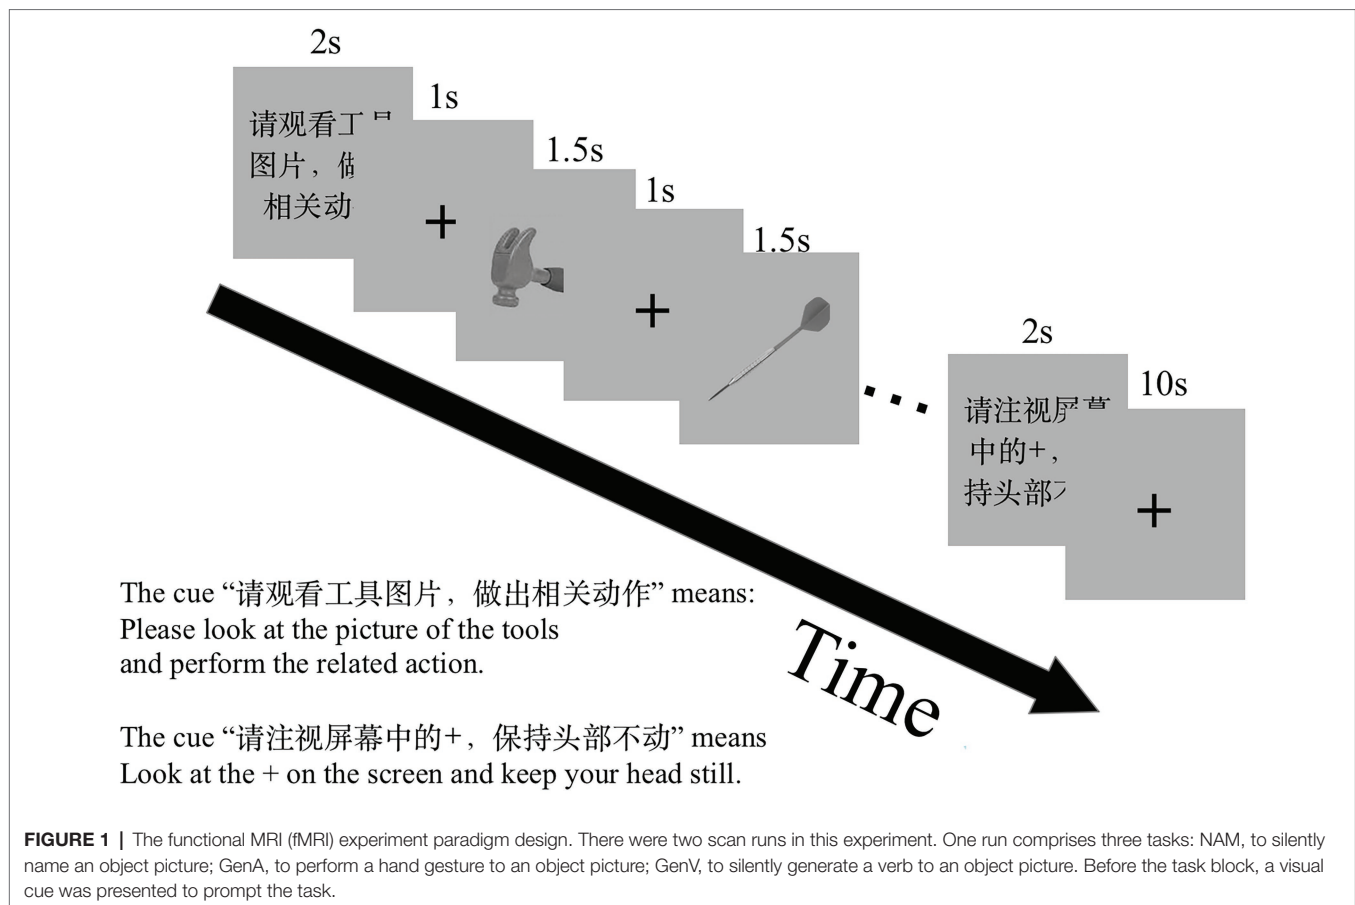 2s
请观看工具
图片，做
相关动
1s
+
1.5s
1s
+
1.5s
2s
请注视屏幕
中的+，
持头部不
10s
+
The cue “请观看工具图片，做出相关动作” means:
Please look at the picture of the tools
and perform the related action.
Time
The cue “请注视屏幕中的+，保持头部不动” means
Look at the + on the screen and keep your head still.
FIGURE 1 | The functional MRI (fMRI) experiment paradigm design. There were two scan runs in this experiment. One run comprises three tasks: NAM, to silently
name an object picture; GenA, to perform a hand gesture to an object picture; GenV, to silently generate a verb to an object picture. Before the task block, a visual
cue was presented to prompt the task.